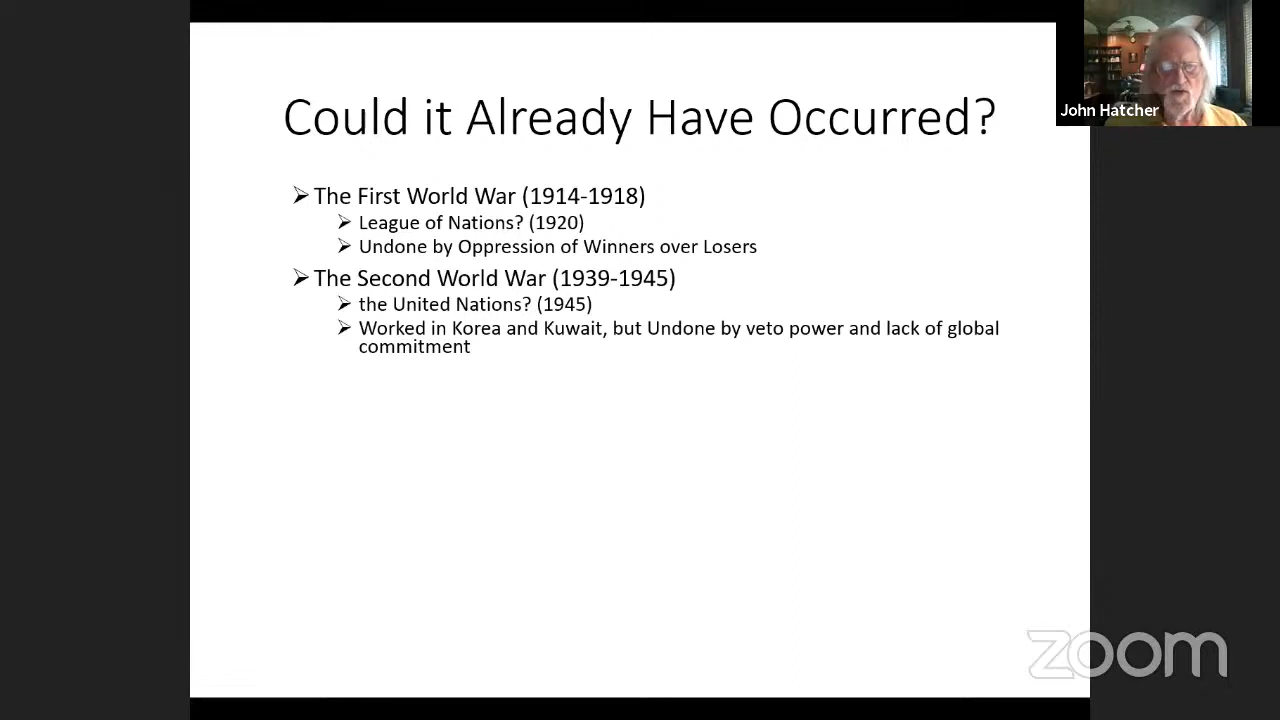 Could it Already Have Occurred?
John Hatcher
➢ The First World War (1914-1918)
➢ League of Nations? (1920)
➢ Undone by Oppression of Winners over Losers
➢ The Second World War (1939-1945)
➢ the United Nations? (1945)
➢ Worked in Korea and Kuwait, but Undone by veto power and lack of global
commitment
zoom